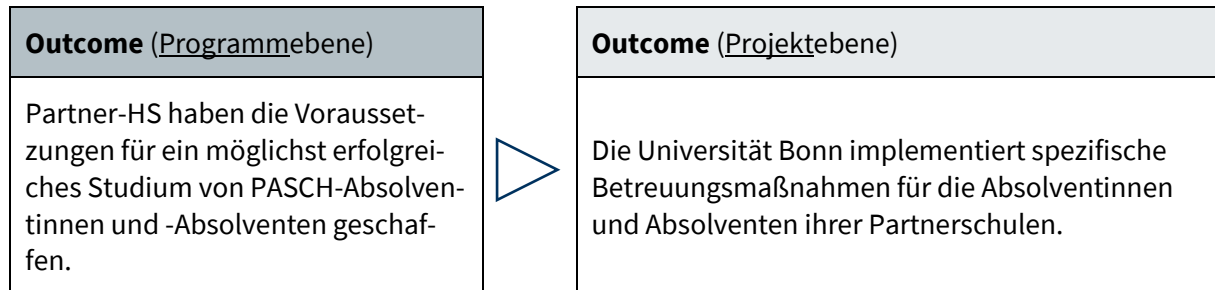 Outcome (Programmebene)
Partner-HS haben die Vorausset-
zungen für ein möglichst erfolgrei-
ches Studium von PASCH-Absolven-
tinnen und -Absolventen geschaf-
fen.
Outcome (Projektebene)
Die Universität Bonn implementiert spezifische
Betreuungsmaßnahmen für die Absolventinnen
und Absolventen ihrer Partnerschulen.